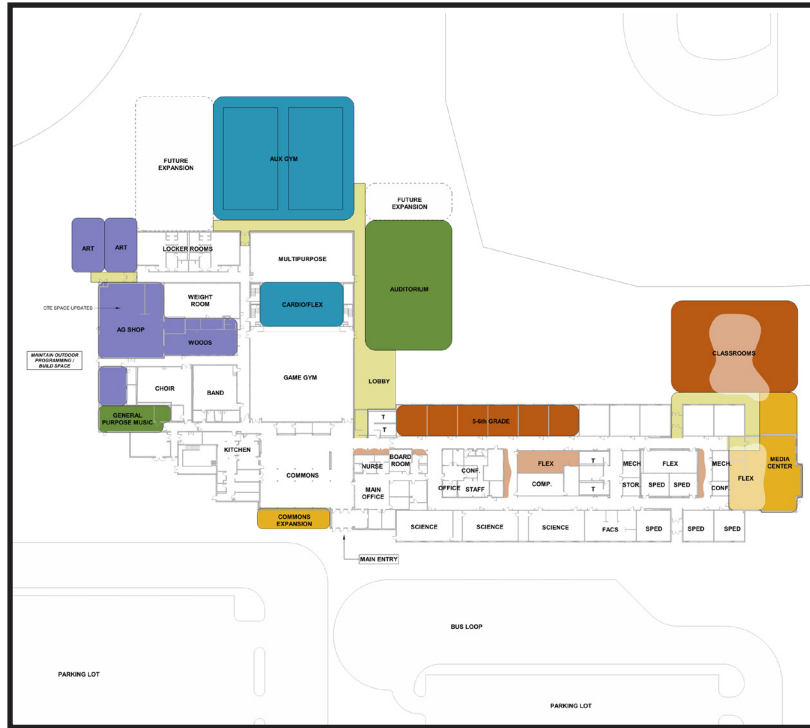 AUX GYM
FUTURE
EXPANSION
FUTURE
EXPANSION
ART
ART
LOCKER ROOMS
MULTIPURPOSE
AUDITORIUM
CTE SPACE UPDATES
WEIGHT
ROOM
CARDIO/FLEX
AG SHOP
WOODS
MAINTAIN OUTDOOR
PROGRAMMING /
BUILD SPACE
CLASSROOMS
CHOIR
BAND
GAME GYM
LOBBY
GENERAL
PURPOSE MUSIC
T
T
5-6th GRADE
KITCHEN
COMMONS
NURSE
BOARD
ROOM
MAIN
OFFICE
OFFICE
CONF.
STAFF
FLEX
COMP.
T
T
MECH.
STOR.
FLEX
SPED
SPED
MECH.
CONF.
FLEX
MEDIA
CENTER
COMMONS
EXPANSION
SCIENCE
SCIENCE
SCIENCE
FACS
SPED
SPED
SPED
MAIN ENTRY
BUS LOOP
PARKING LOT
PARKING LOT